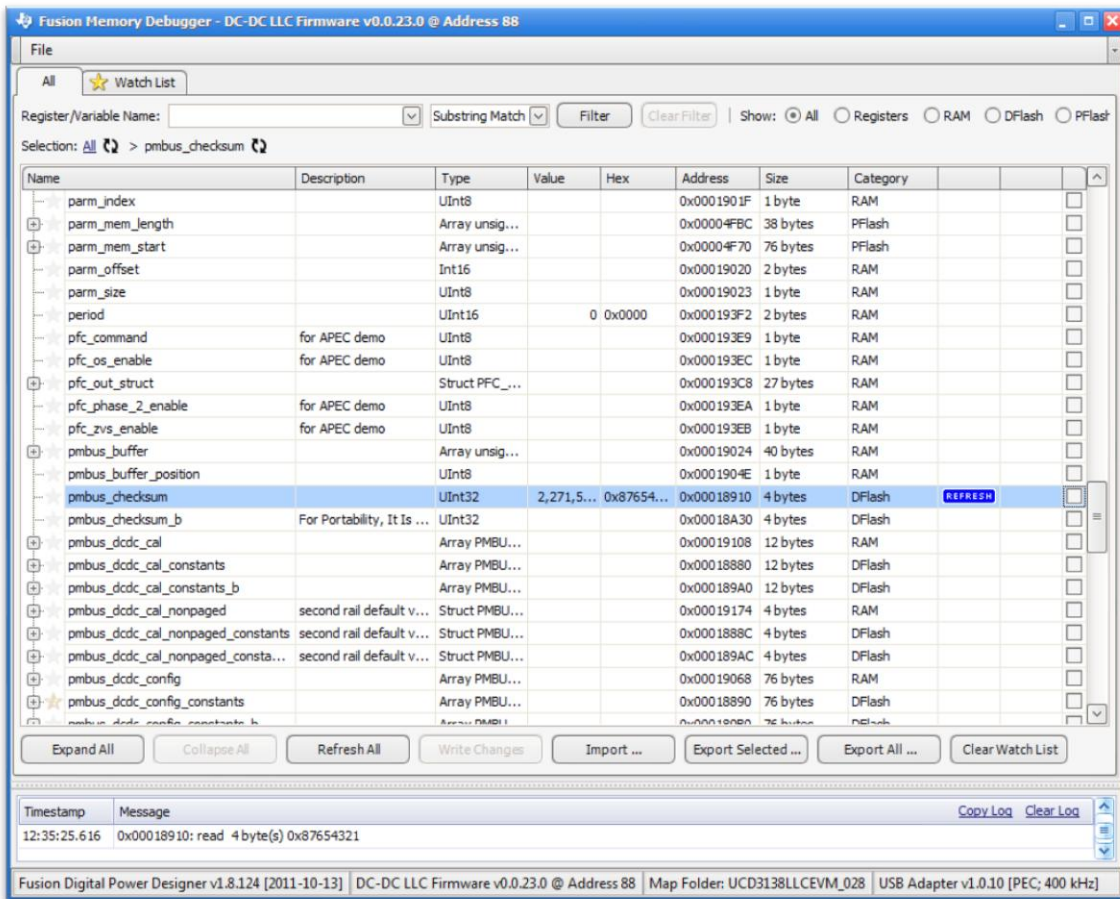 Fusion Memory Debugger - DC-DC LLC Firmware v0.0.23.0 @ Address 88
File
All Watch List
Register/Variable Name: Substring Match Filter Clear Filter Show: All Registers RAM DFlash PFlash
Selection: All > pmbus_checksum
Name Description Type Value Hex Address Size Category
parm_index UInt8 0x0001901F 1 byte RAM
parm_mem_length Array unsig... 0x00004FBC 38 bytes PFlash
parm_mem_start Array unsig... 0x00004F70 76 bytes PFlash
parm_offset Int16 0x00019020 2 bytes RAM
parm_size UInt8 0x00019023 1 byte RAM
period UInt16 0 0x0000 0x000193F2 2 bytes RAM
pfc_command for APEC demo UInt8 0x000193E9 1 byte RAM
pfc_os_enable for APEC demo UInt8 0x000193EC 1 byte RAM
pfc_out_struct Struct PFC_... 0x000193C8 27 bytes RAM
pfc_phase_2_enable for APEC demo UInt8 0x000193EA 1 byte RAM
pfc_zvs_enable for APEC demo UInt8 0x000193EB 1 byte RAM
pmbus_buffer Array unsig... 0x00019024 40 bytes RAM
pmbus_buffer_position UInt8 0x0001904E 1 byte RAM
pmbus_checksum UInt32 2,271,5... 0x87654... 0x00018910 4 bytes DFlash REFRESH
pmbus_checksum_b For Portability, It Is ... UInt32 0x00018A30 4 bytes DFlash
pmbus_dcdc_cal Array PMBU... 0x00019108 12 bytes RAM
pmbus_dcdc_cal_constants Array PMBU... 0x00018880 12 bytes DFlash
pmbus_dcdc_cal_constants_b Array PMBU... 0x000189A0 12 bytes DFlash
pmbus_dcdc_cal_nonpaged second rail default v... Struct PMBU... 0x00019174 4 bytes RAM
pmbus_dcdc_cal_nonpaged_constants second rail default v... Struct PMBU... 0x0001888C 4 bytes DFlash
pmbus_dcdc_cal_nonpaged_consta... second rail default v... Struct PMBU... 0x000189AC 4 bytes DFlash
pmbus_dcdc_config Array PMBU... 0x00019068 76 bytes RAM
pmbus_dcdc_config_constants Array PMBU... 0x00018890 76 bytes DFlash
pmbus_dcdc_config_constants_b Array PMBU... 76 bytes DFlash
Expand All Collapse All Refresh All Write Changes Import ... Export Selected ... Export All ... Clear Watch List
Timestamp Message Copy Log Clear Log
12:35:25.616 0x00018910: read 4 byte(s) 0x87654321
Fusion Digital Power Designer v1.8.124 [2011-10-13] DC-DC LLC Firmware v0.0.23.0 @ Address 88 Map Folder: UCD3138LLCEVM_028 USB Adapter v1.0.10 [PEC; 400 kHz]